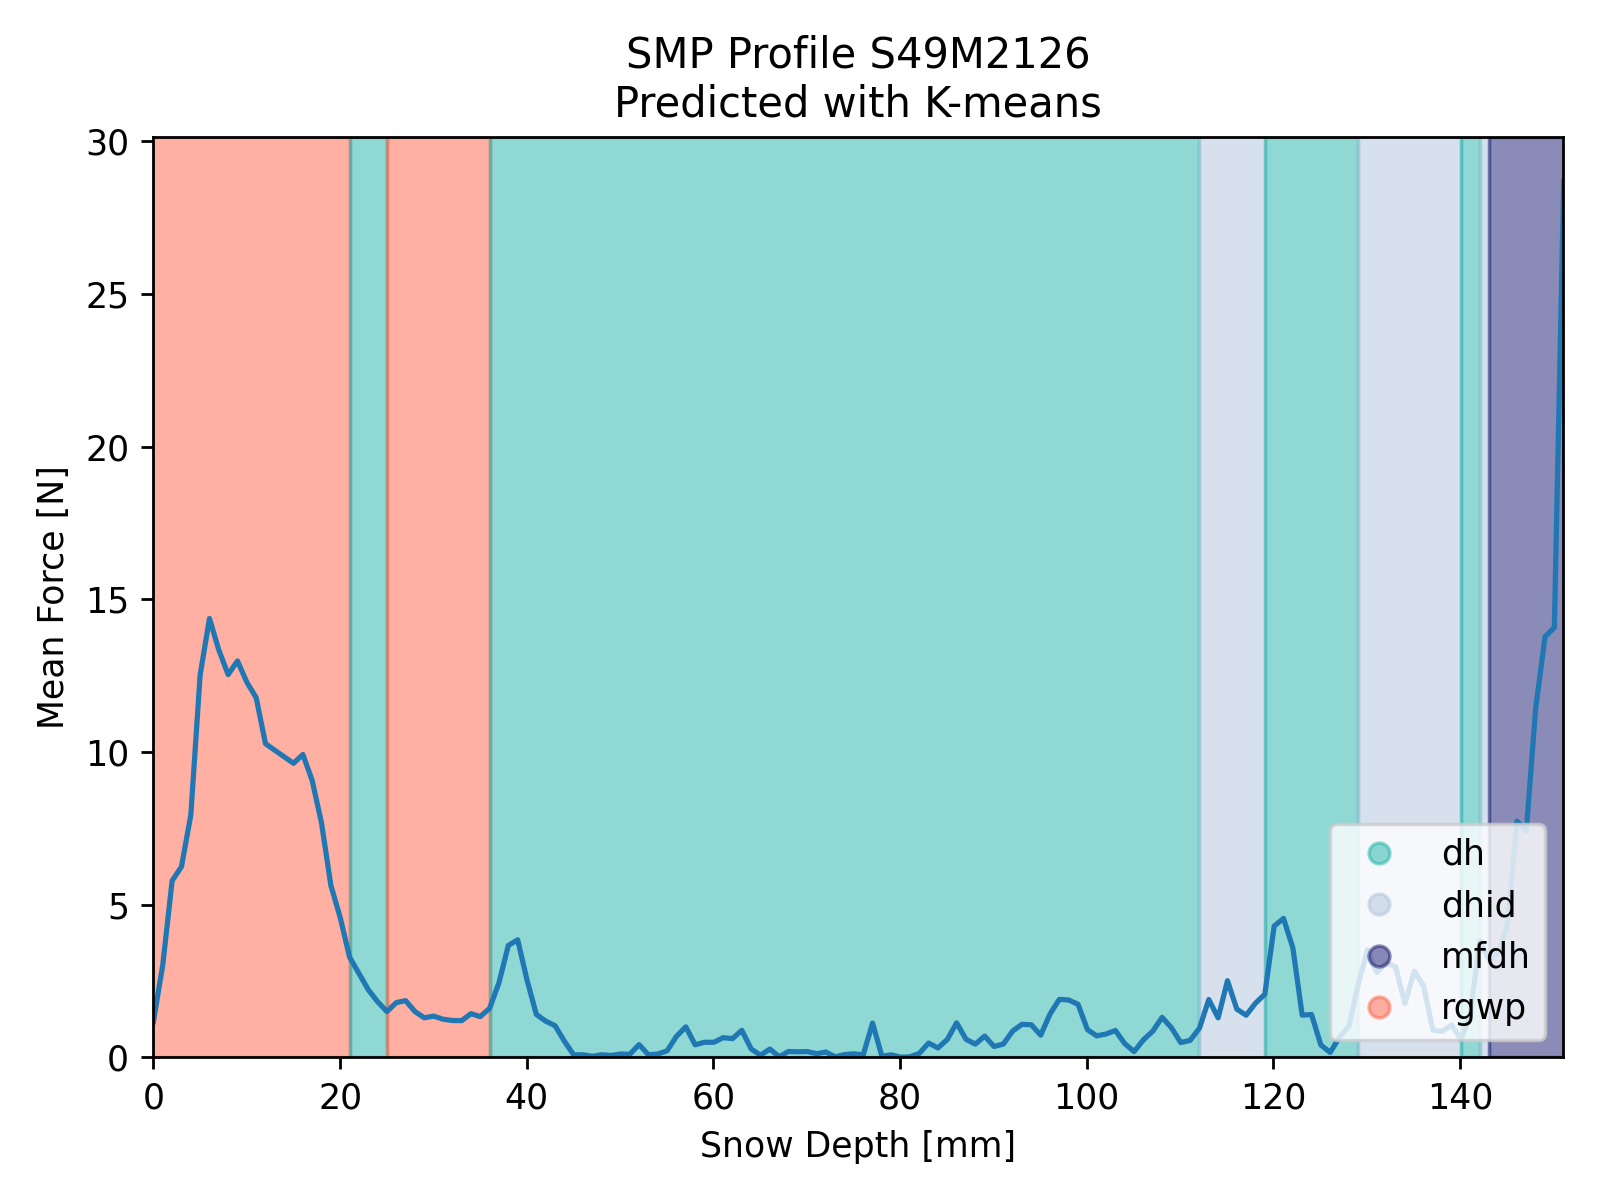 SMP Profile S49M2126
Predicted with K-means
30
25
20
15
10
5
0
Mean Force [N]
0 20 40 60 80 100 120 140
Snow Depth [mm]
dh
dhid
mfdh
rgwp